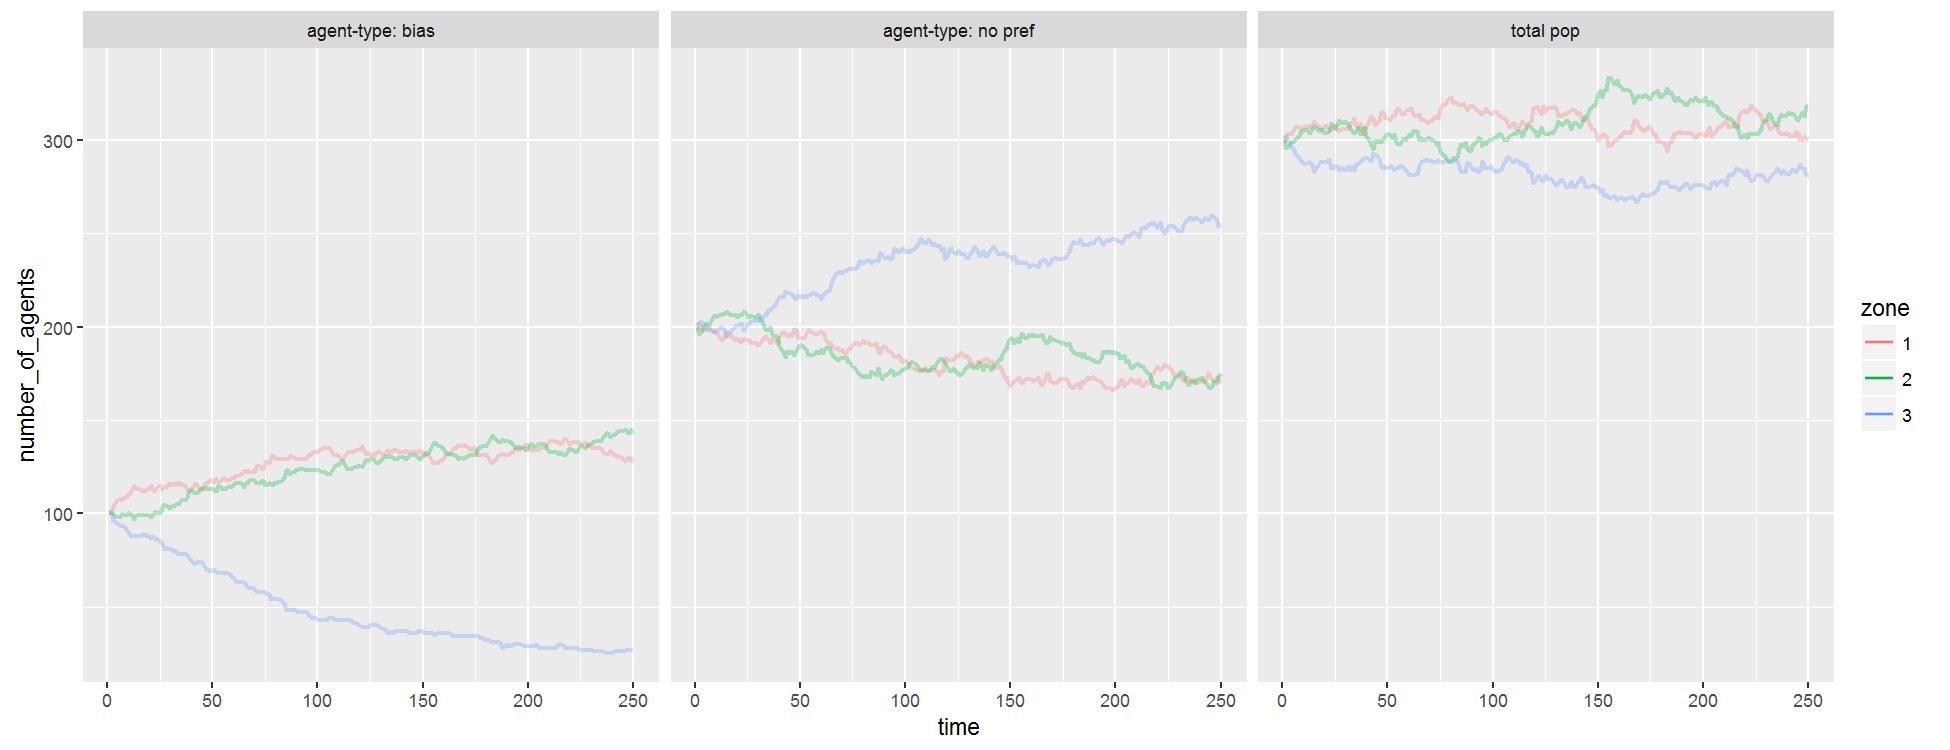 agent-type: bias
agent-type: no pref
total pop
number_of_agents
300
200
100
0 50 100 150 200 250
0 50 100 150 200 250
0 50 100 150 200 250
time
zone
1
2
3